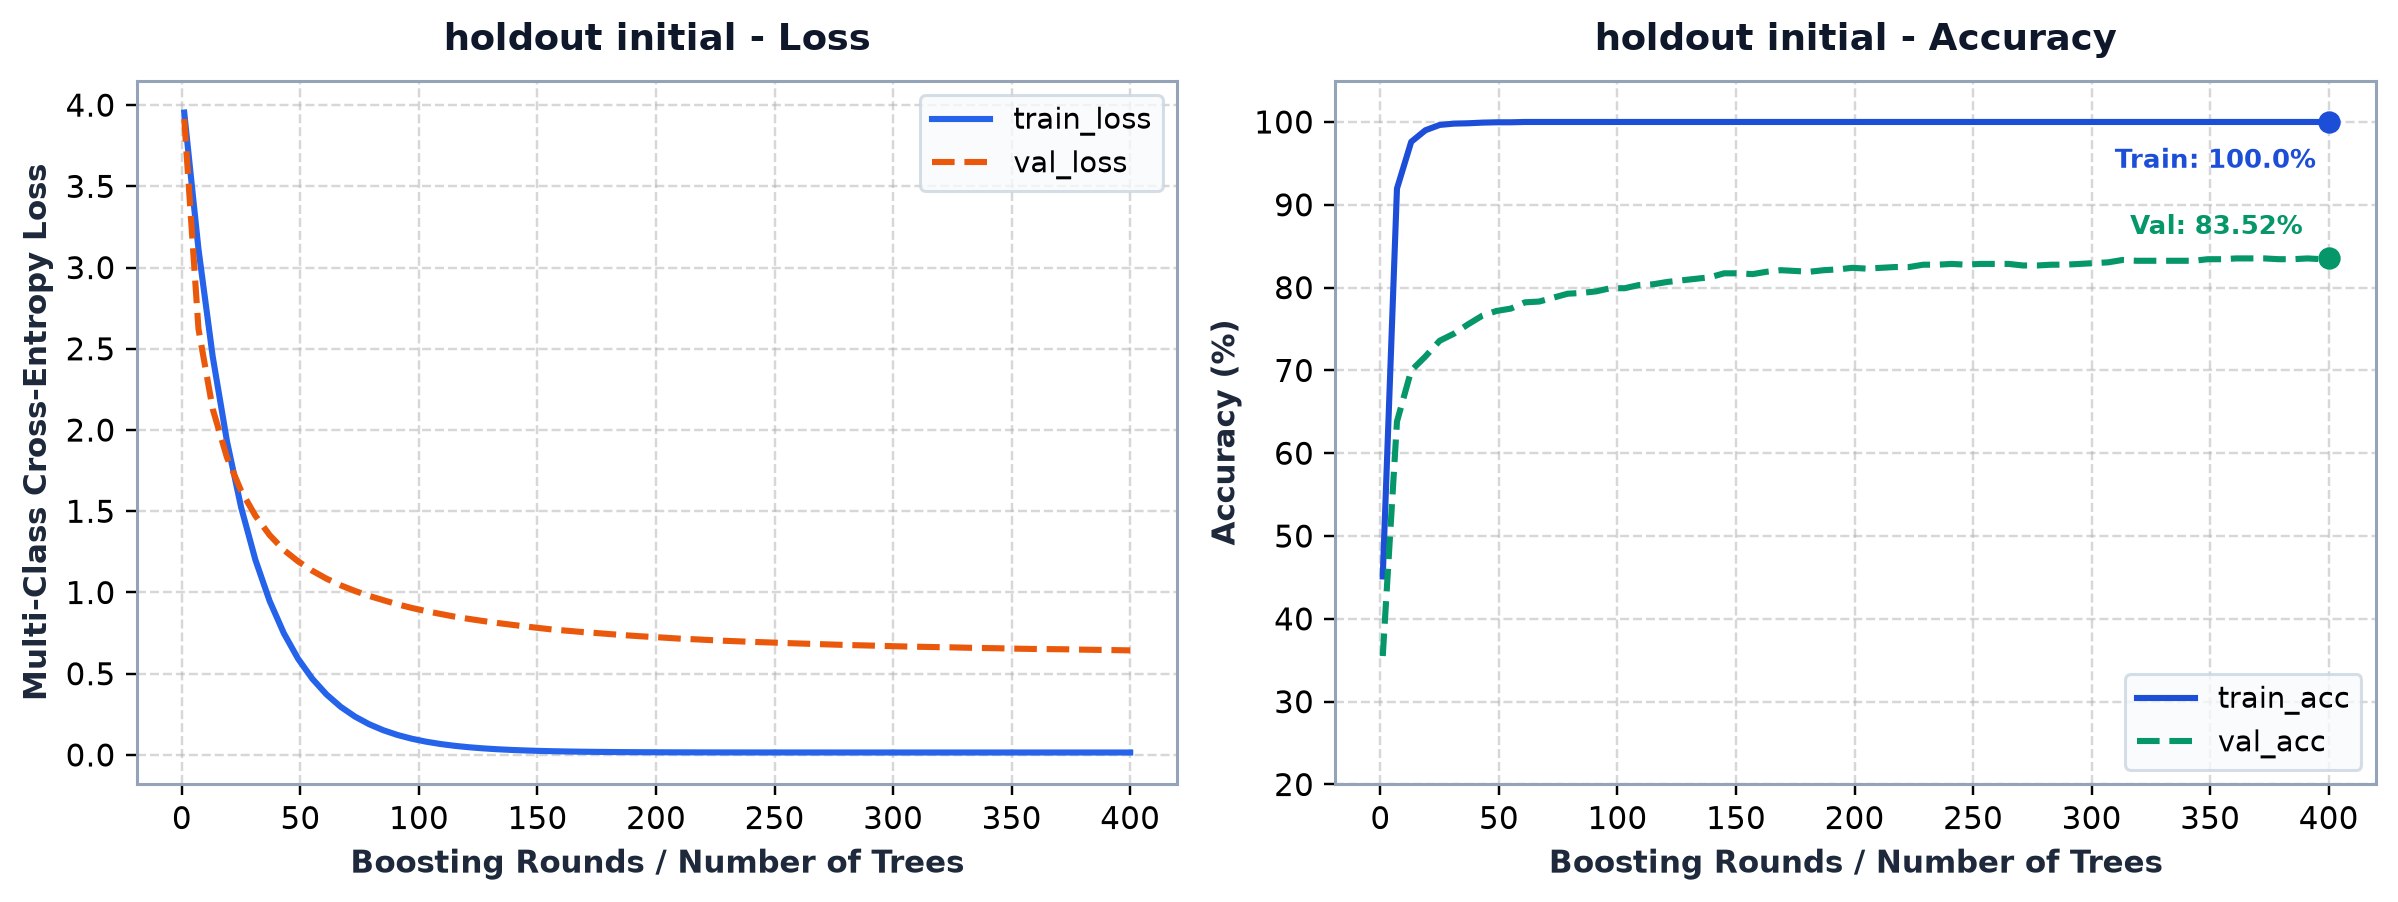 holdout initial - Loss
Multi-Class Cross-Entropy Loss
4.0
3.5
3.0
2.5
2.0
1.5
1.0
0.5
0.0
train_loss
val_loss
0 50 100 150 200 250 300 350 400
Boosting Rounds / Number of Trees
holdout initial - Accuracy
Accuracy (%)
100
90
80
70
60
50
40
30
20
Train: 100.0%
Val: 83.52%
train_acc
val_acc
0 50 100 150 200 250 300 350 400
Boosting Rounds / Number of Trees